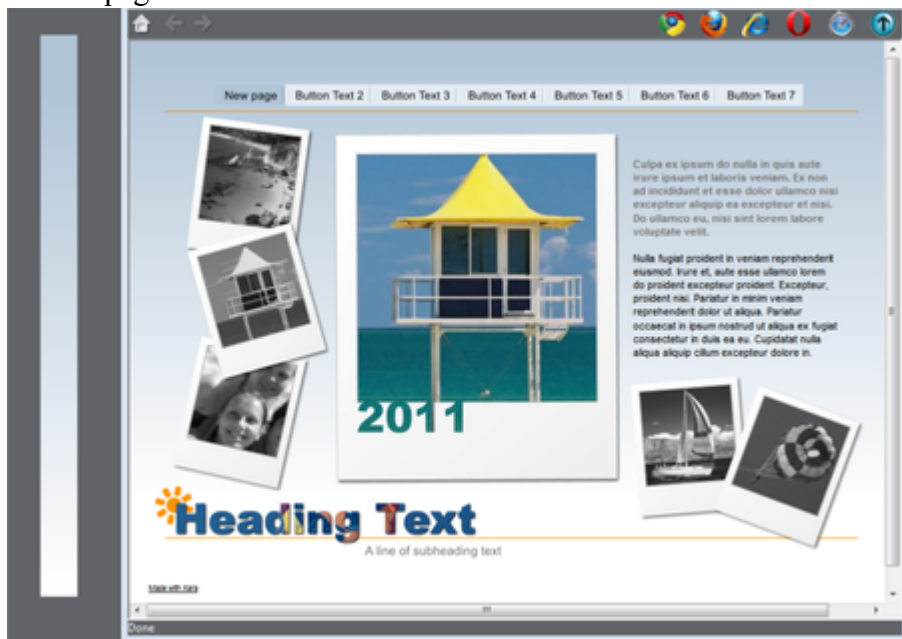 New page Button Text 2 Button Text 3 Button Text 4 Button Text 5 Button Text 6 Button Text 7
Culpa ex ipsum do nulla in quis aute
irure ipsum et laboris veniam. Ex non
ad incididunt et esse dolor ullamco nisi
excepteur aliquip ea excepteur et nisi.
Do ullamco eu, nisi sint lorem labore
voluptate velit.
Nulla fugiat proident in veniam reprehenderit
eiusmod. Irure et, aute esse ullamco lorem
do proident excepteur proident. Excepteur,
proident nisi. Pariatur in minim veniam
reprehenderit dolor ut aliqua. Pariatur
occaecat in ipsum nostrud ut aliqua ex fugiat
consectetur in duis ea eu. Cupidatat nulla
aliqua aliquip cillum excepteur dolore in.
2011
Heading Text
A line of subheading text
Made with Xara
Done